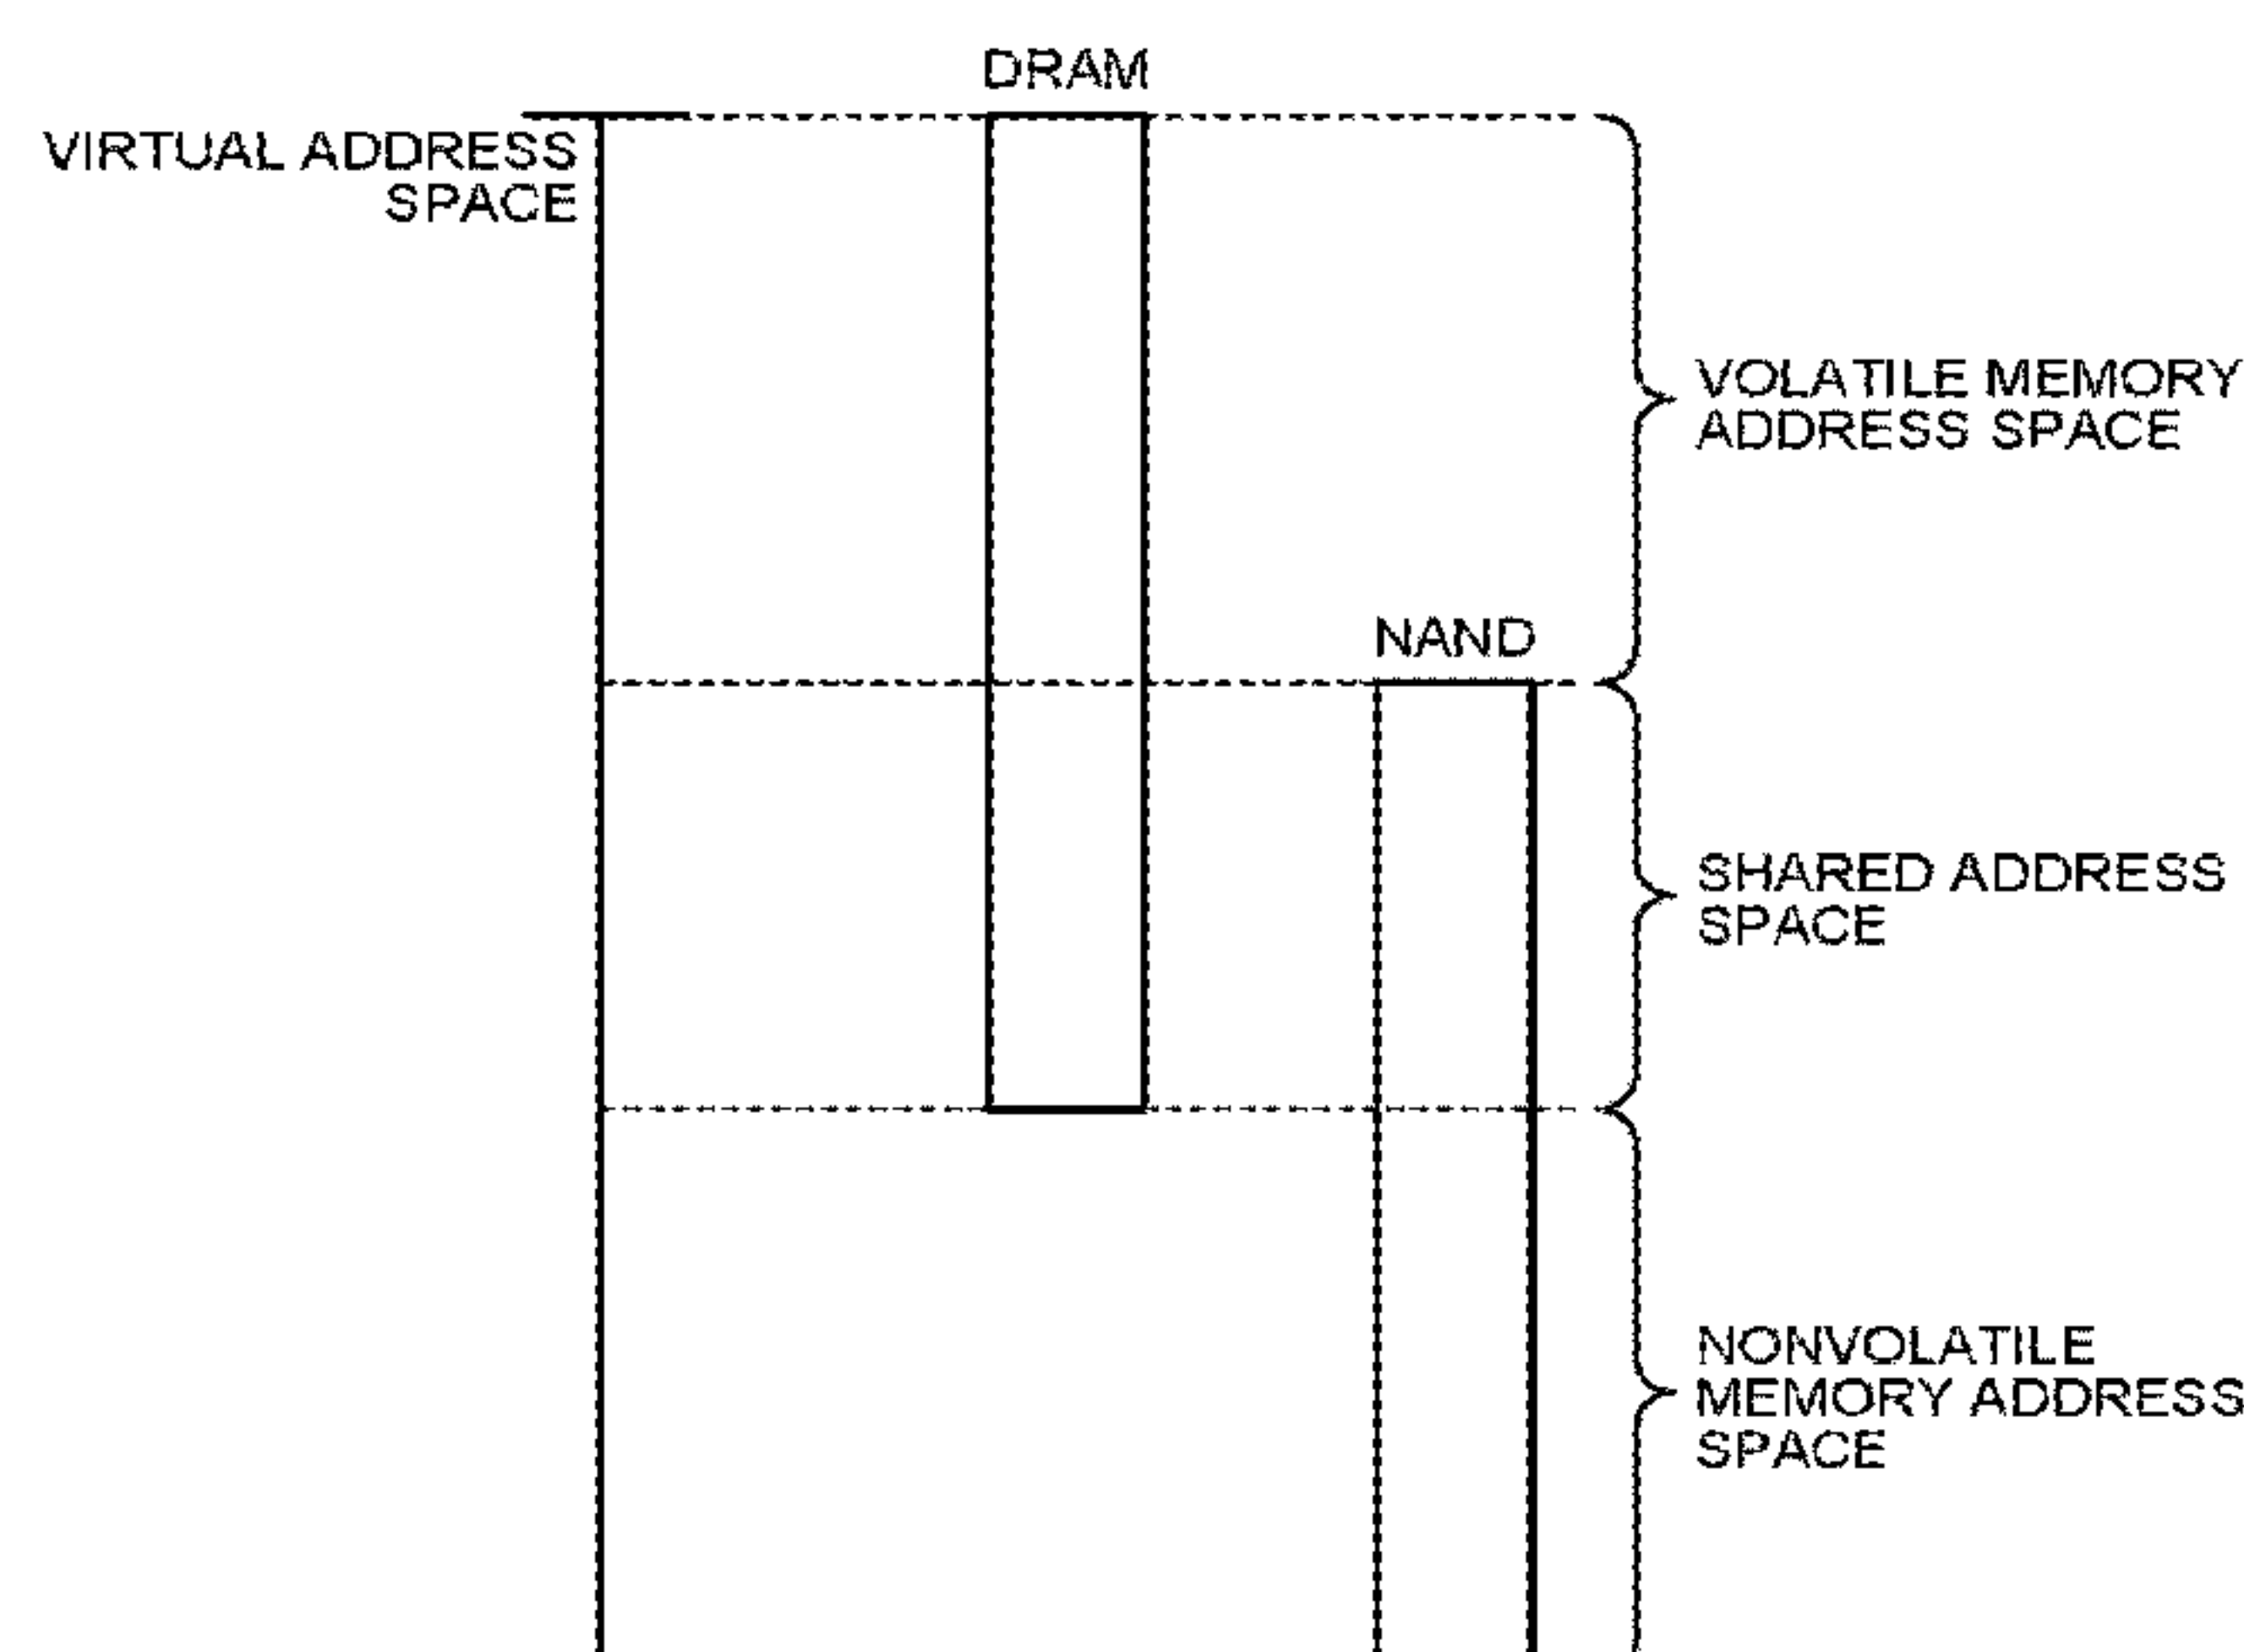 DRAM
VIRTUAL ADDRESS
SPACE
VOLATILE MEMORY
ADDRESS SPACE
NAND
SHARED ADDRESS
SPACE
NONVOLATILE
MEMORY ADDRESS
SPACE